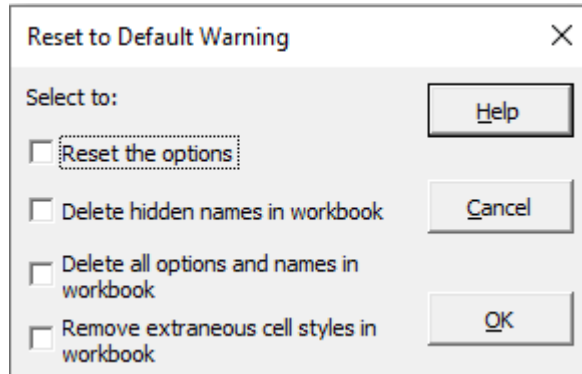 Reset to Default Warning
Select to:
Help
Reset the options
Delete hidden names in workbook
Cancel
Delete all options and names in
workbook
OK
Remove extraneous cell styles in
workbook